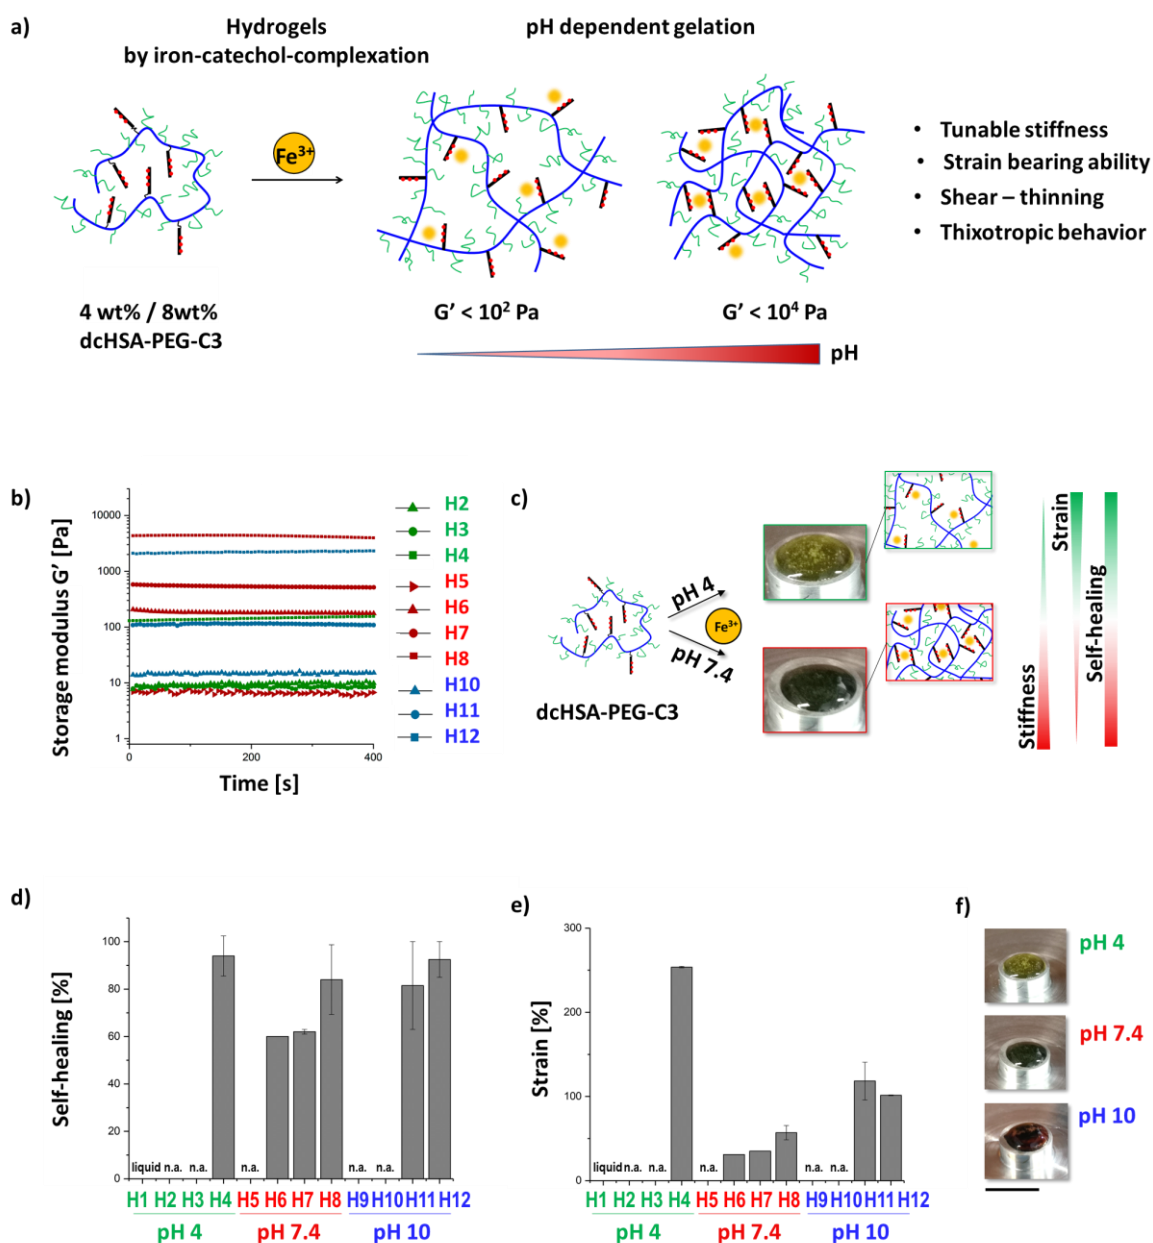 a)
Hydrogels
by iron-catechol-complexation
pH dependent gelation
Fe³⁺
• Tunable stiffness
• Strain bearing ability
• Shear – thinning
• Thixotropic behavior
4 wt% / 8wt%
dcHSA-PEG-C3
G' < 10² Pa
G' < 10⁴ Pa
pH
b)
Storage modulus G' [Pa]
10000
1000
100
10
1
0
200
400
Time [s]
H2
H3
H4
H5
H6
H7
H8
H10
H11
H12
c)
pH 4
Fe³⁺
pH 7.4
dcHSA-PEG-C3
Stiffness
Strain
Self-healing
d)
Self-healing [%]
100
80
60
40
20
0
liquid n.a. n.a. n.a. n.a. n.a.
H1 H2 H3 H4 H5 H6 H7 H8 H9 H10 H11 H12
pH 4 pH 7.4 pH 10
e)
Strain [%]
300
200
100
0
liquid n.a. n.a. n.a. n.a. n.a.
H1 H2 H3 H4 H5 H6 H7 H8 H9 H10 H11 H12
pH 4 pH 7.4 pH 10
f)
pH 4
pH 7.4
pH 10